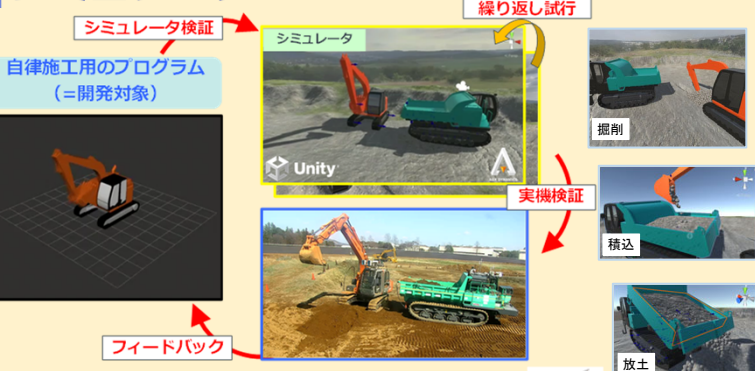 繰り返し試行
シミュレータ検証
シミュレータ
自律施工用のプログラム
（=開発対象）
掘削
Unity
実機検証
積込
フィードバック
放土